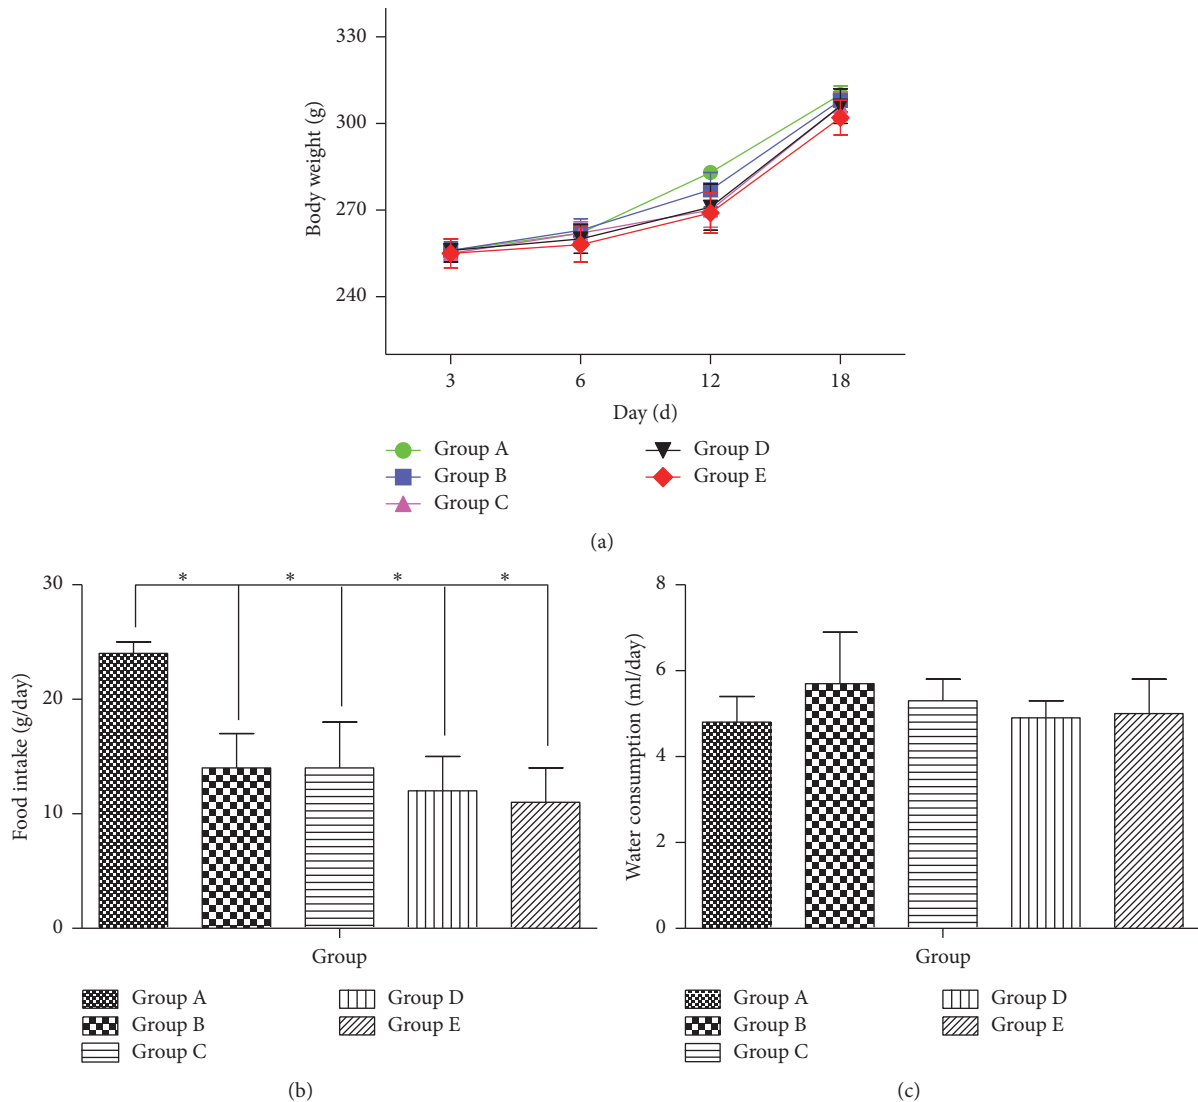 330
300
270
240
Body weight (g)
3 6 12 18
Day (d)
Group A
Group B
Group C
Group D
Group E
(a)
30
20
10
0
Food intake (g/day)
* * * *
Group
Group A
Group B
Group C
Group D
Group E
(b)
8
6
4
2
0
Water consumption (ml/day)
Group
Group A
Group B
Group C
Group D
Group E
(c)